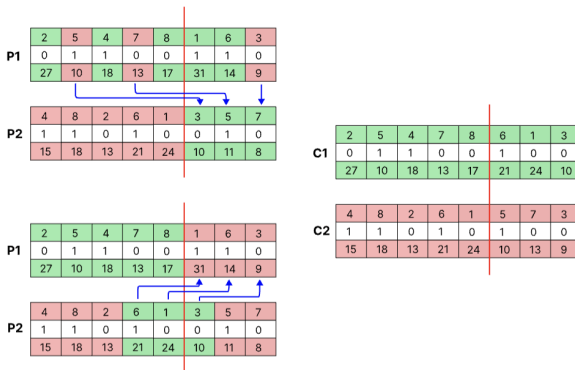 2 5 4 7 8 1 6 3
P1 0 1 1 0 0 1 1 0
27 10 18 13 17 31 14 9
4 8 2 6 1 3 5 7
P2 1 1 0 1 0 0 1 0
15 18 13 21 24 10 11 8
2 5 4 7 8 6 1 3
C1 0 1 1 0 0 1 0 0
27 10 18 13 17 21 24 10
4 8 2 6 1 5 7 3
C2 1 1 0 1 0 1 0 0
15 18 13 21 24 10 13 9
2 5 4 7 8 1 6 3
P1 0 1 1 0 0 1 1 0
27 10 18 13 17 31 14 9
4 8 2 6 1 3 5 7
P2 1 1 0 1 0 0 1 0
15 18 13 21 24 10 11 8